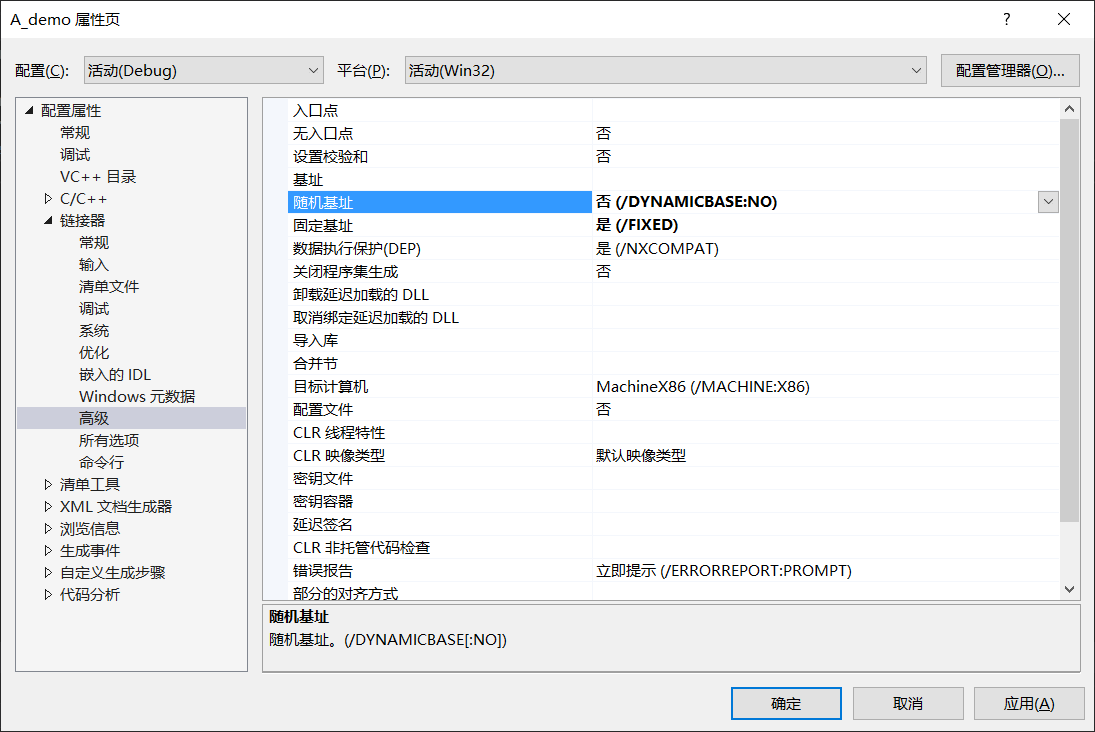 A_demo 属性页
?
配置(C): 活动(Debug) 平台(P): 活动(Win32) 配置管理器(O)...
配置属性
常规
调试
VC++ 目录
C/C++
链接器
常规
输入
清单文件
调试
系统
优化
嵌入的 IDL
Windows 元数据
高级
所有选项
命令行
清单工具
XML 文档生成器
浏览信息
生成事件
自定义生成步骤
代码分析
入口点
无入口点 否
设置校验和 否
基址
随机基址 否 (/DYNAMICBASE:NO)
固定基址 是 (/FIXED)
数据执行保护(DEP) 是 (/NXCOMPAT)
关闭程序集生成 否
卸载延迟加载的 DLL
取消绑定延迟加载的 DLL
导入库
合并节
目标计算机 MachineX86 (/MACHINE:X86)
配置文件 否
CLR 线程特性
CLR 映像类型 默认映像类型
密钥文件
密钥容器
延迟签名
CLR 非托管代码检查
错误报告 立即提示 (/ERRORREPORT:PROMPT)
部分的对齐方式
随机基址
随机基址。(/DYNAMICBASE[:NO])
确定 取消 应用(A)